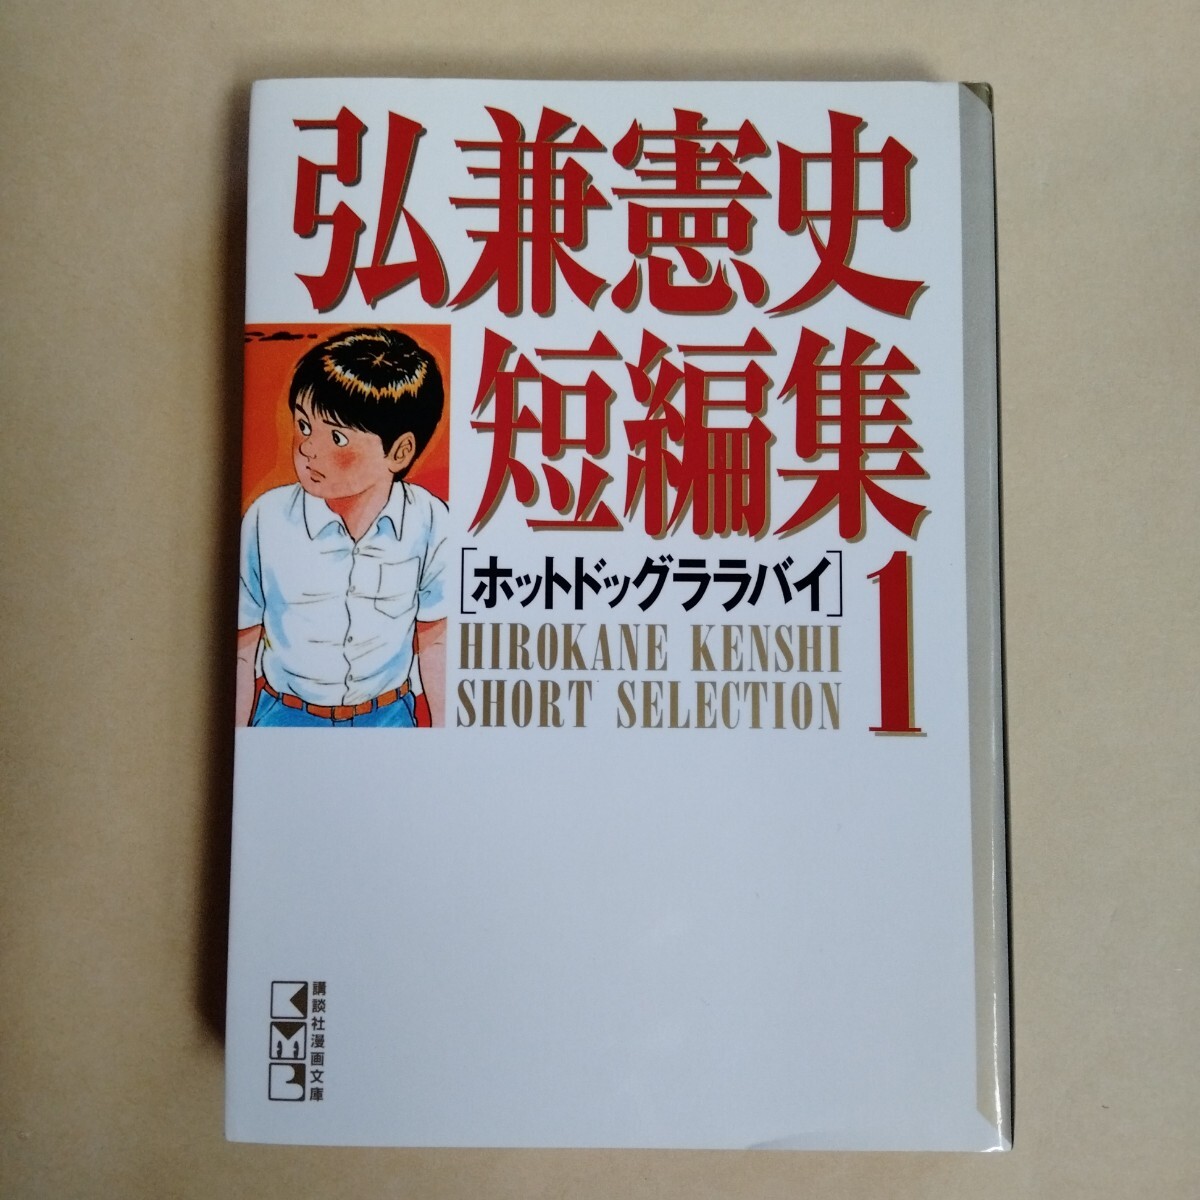 弘兼憲史
短編集
1
[ホットドッグララバイ]
HIROKANE KENSHI
SHORT SELECTION
KMB
講談社漫画文庫